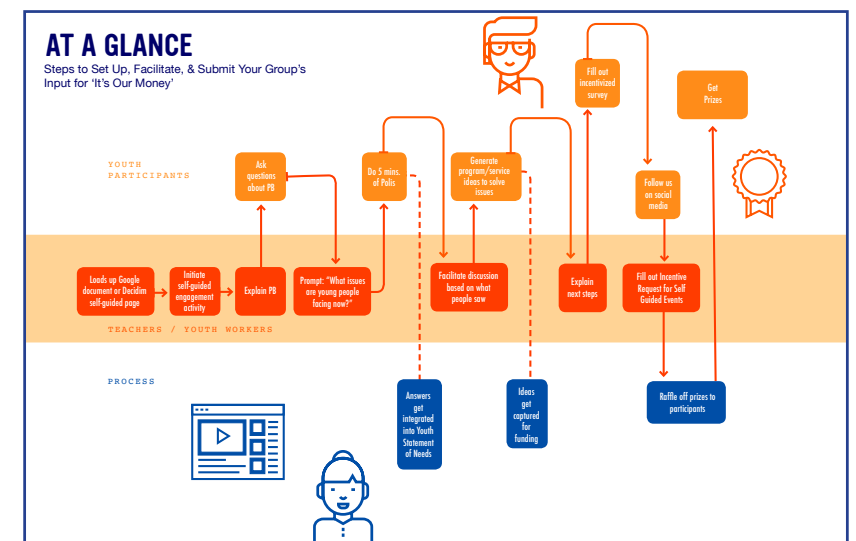 AT A GLANCE
Steps to Set Up, Facilitate, & Submit Your Group's
Input for 'It's Our Money'
YOUTH
PARTICIPANTS
Ask
questions
about PB
Do 5 mins.
of Polis
Generate
program/service
ideas to solve
issues
Fill out
incentivized
survey
Follow us
on social
media
Get
Prizes
Loads up Google
document or Decidim
self-guided page
Initiate
self-guided
engagement
activity
Explain PB
Prompt: "What issues
are young people
facing now?"
Facilitate discussion
based on what
people saw
Explain
next steps
Fill out Incentive
Request for Self
Guided Events
TEACHERS / YOUTH WORKERS
PROCESS
Answers
get
integrated
into Youth
Statement
of Needs
Ideas
get
captured
for
funding
Raffle off prizes to
participants